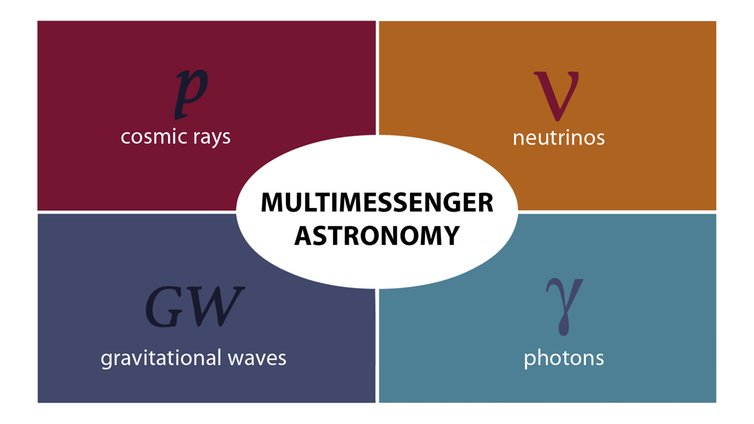 p
cosmic rays
ν
neutrinos
MULTIMESSENGER
ASTRONOMY
GW
gravitational waves
γ
photons